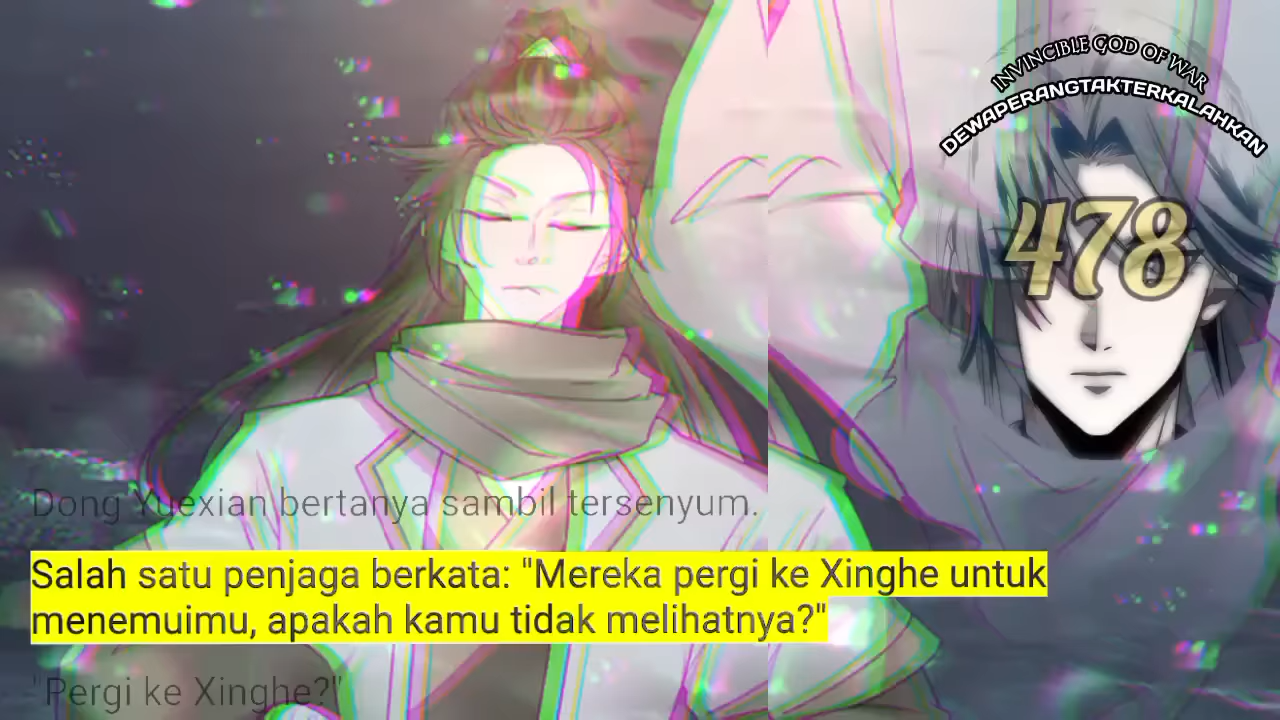 INVINCIBLE GOD OF WAR
DEWAPERANGTAKTERKALAHKAN
478
Dong Yuexian bertanya sambil tersenyum.
Salah satu penjaga berkata: "Mereka pergi ke Xinghe untuk
menemuimu, apakah kamu tidak melihatnya?"
"Pergi ke Xinghe?"